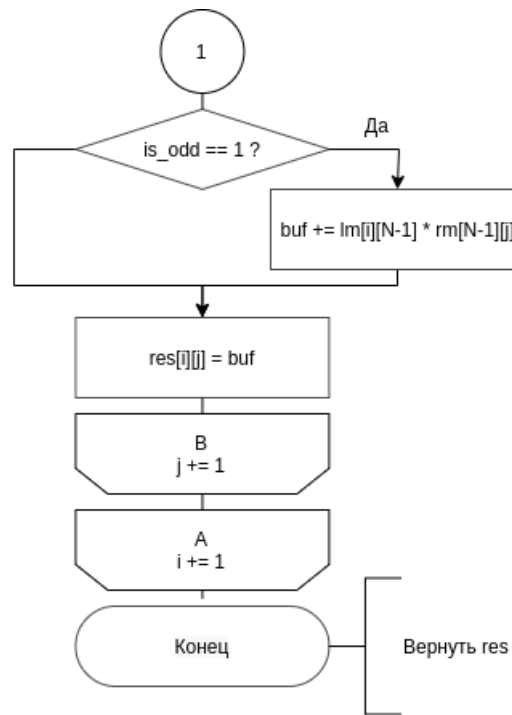 1
is_odd == 1 ?
Да
buf += lm[i][N-1] * rm[N-1][j]
res[i][j] = buf
B
j += 1
A
i += 1
Конец
Вернуть res